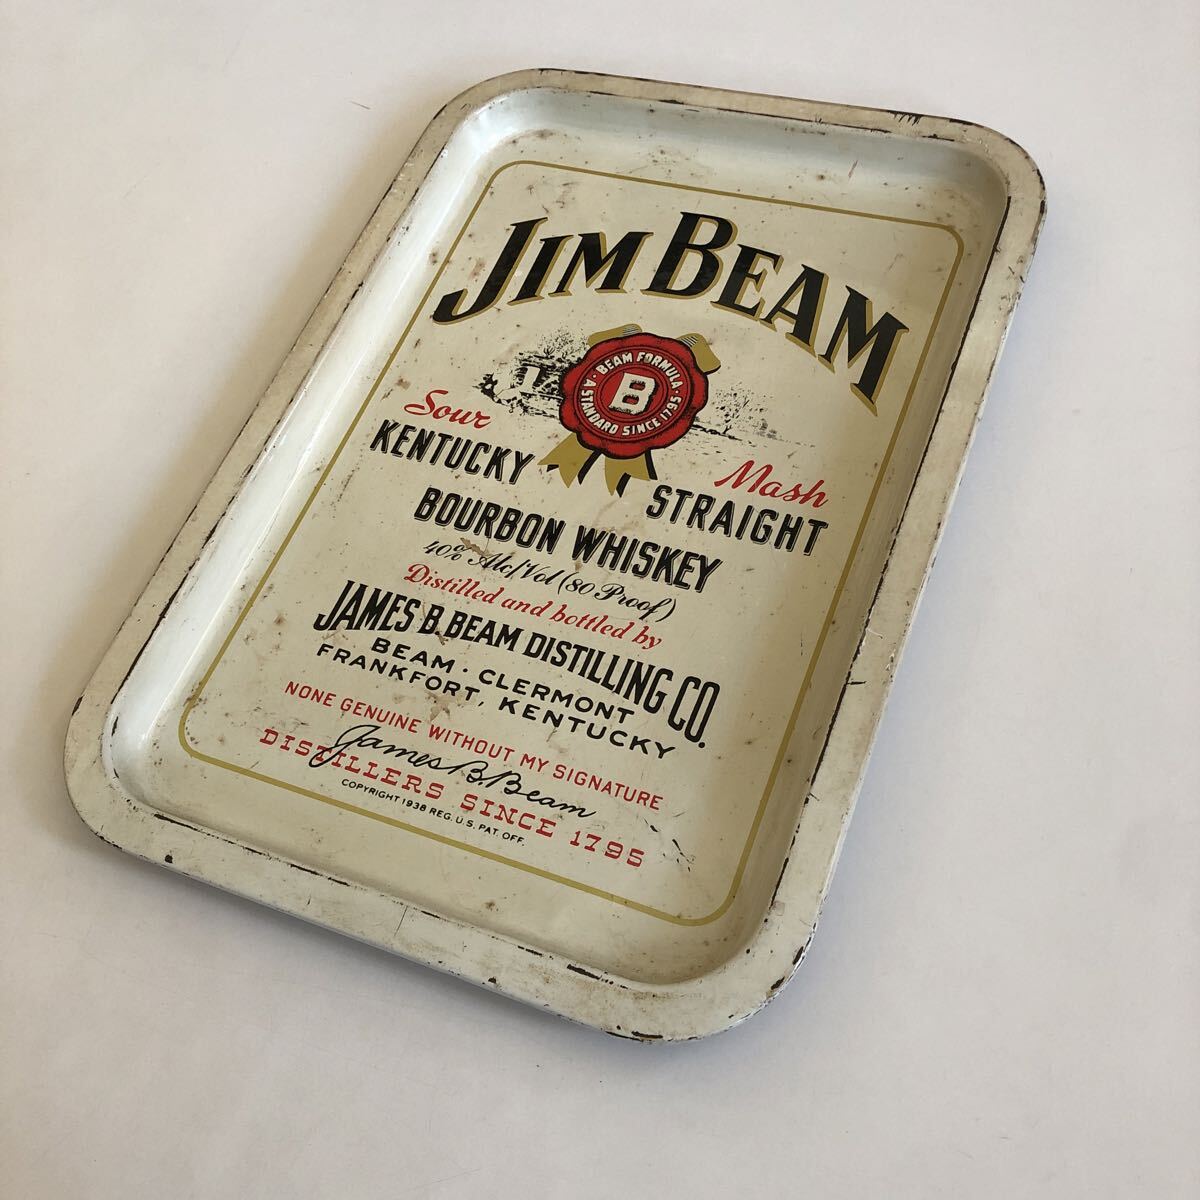 JIM BEAM
BEAM FORMULA
B
A STANDARD SINCE 1795
Sour Mash
KENTUCKY STRAIGHT
BOURBON WHISKEY
40% Alc/Vol (80 Proof)
Distilled and bottled by
JAMES B. BEAM DISTILLING CO.
BEAM · CLERMONT
FRANKFORT, KENTUCKY
NONE GENUINE WITHOUT MY SIGNATURE
James B. Beam
DISTILLERS SINCE 1795
COPYRIGHT 1938 REG. U.S. PAT. OFF.